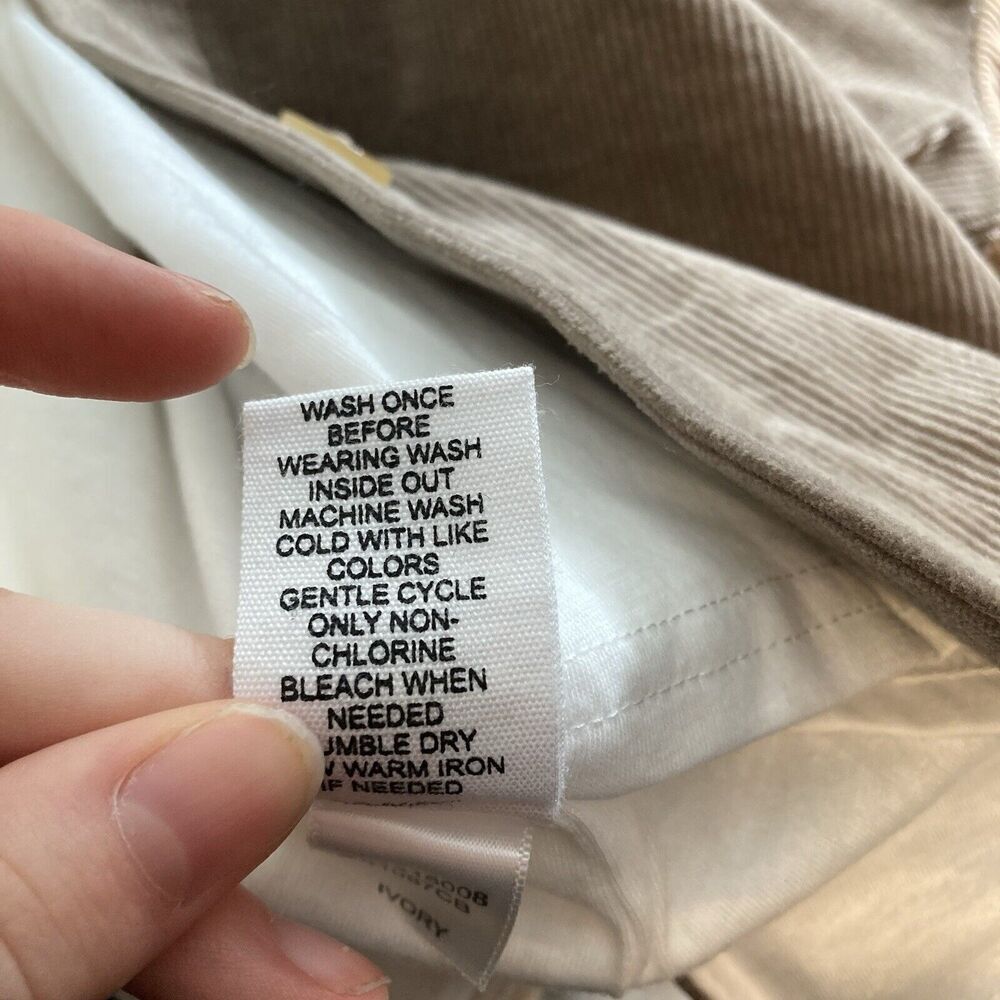 WASH ONCE
BEFORE
WEARING WASH
INSIDE OUT
MACHINE WASH
COLD WITH LIKE
COLORS
GENTLE CYCLE
ONLY NON-
CHLORINE
BLEACH WHEN
NEEDED
UMBLE DRY
W WARM IRON
IF NEEDED
IVORY